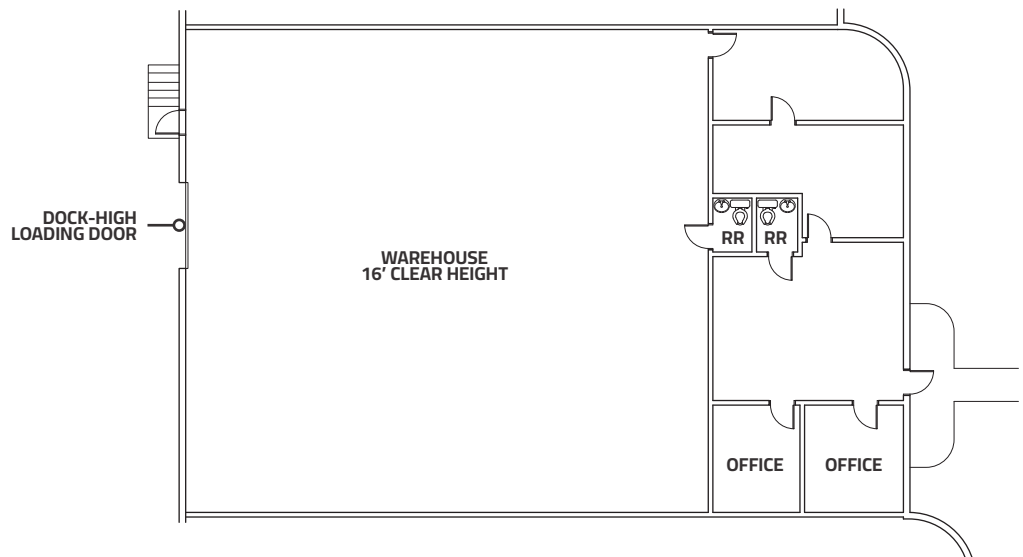 DOCK-HIGH
LOADING DOOR
WAREHOUSE
16′ CLEAR HEIGHT
RR
RR
OFFICE
OFFICE